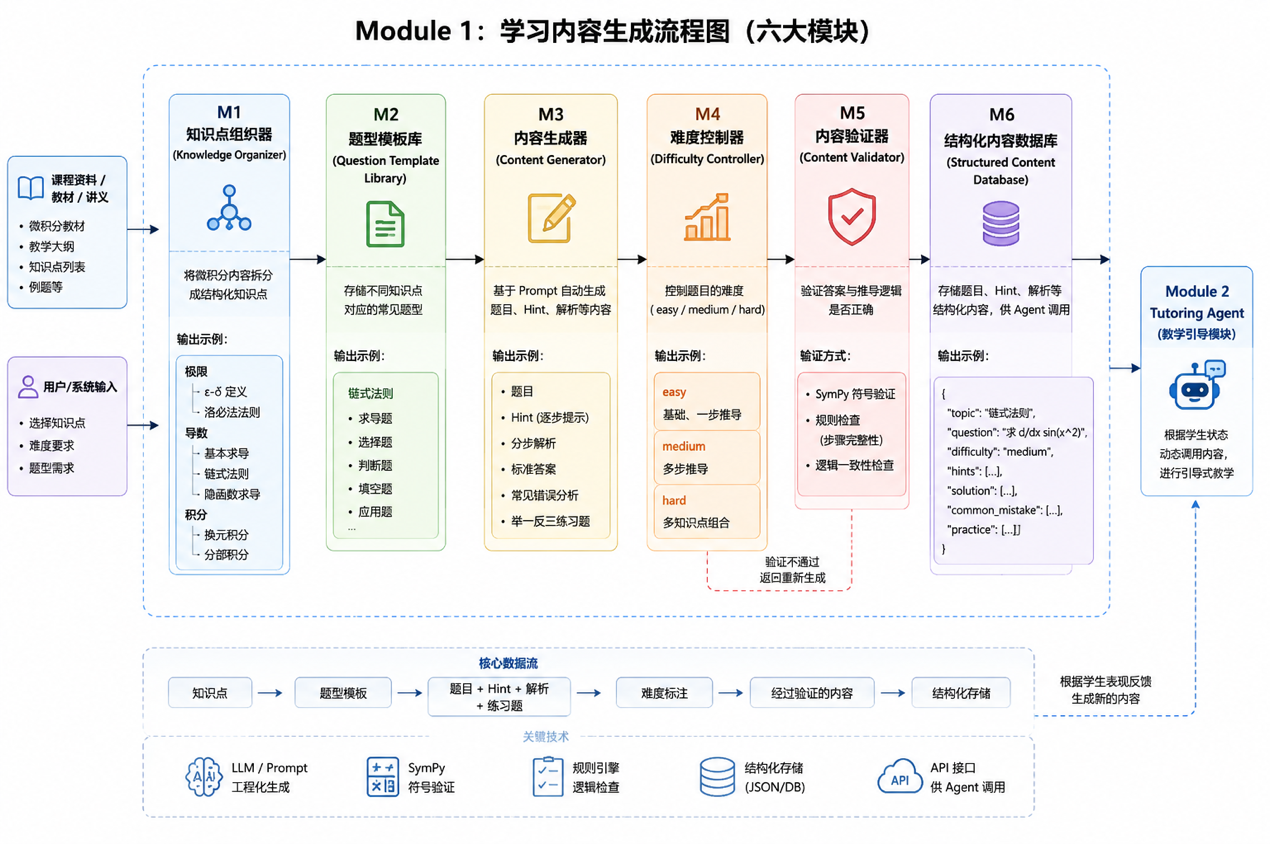 Module 1：学习内容生成流程图（六大模块）
课程资料 /
教材 / 讲义
• 微积分教材
• 教学大纲
• 知识点列表
• 例题等
用户/系统输入
• 选择知识点
• 难度要求
• 题型需求
M1
知识点组织器
(Knowledge Organizer)
将微积分内容拆分
成结构化知识点
输出示例：
极限
ε-δ 定义
洛必法法则
导数
基本求导
链式法则
隐函数求导
积分
换元积分
分部积分
M2
题型模板库
(Question Template
Library)
存储不同知识点
对应的常见题型
输出示例：
链式法则
• 求导题
• 选择题
• 判断题
• 填空题
• 应用题
...
M3
内容生成器
(Content Generator)
基于 Prompt 自动生成
题目、Hint、解析等内容
输出示例：
• 题目
• Hint (逐步提示)
• 分步解析
• 标准答案
• 常见错误分析
• 举一反三练习题
M4
难度控制器
(Difficulty Controller)
控制题目的难度
( easy / medium / hard)
输出示例：
easy
基础、一步推导
medium
多步推导
hard
多知识点组合
M5
内容验证器
(Content Validator)
验证答案与推导逻辑
是否正确
验证方式：
• SymPy 符号验证
• 规则检查
(步骤完整性)
• 逻辑一致性检查
验证不通过
返回重新生成
M6
结构化内容数据库
(Structured Content
Database)
存储题目、Hint、解析等
结构化内容，供 Agent 调用
输出示例：
{
"topic": "链式法则",
"question": "求 d/dx sin(x^2)",
"difficulty": "medium",
"hints": [...],
"solution": [...],
"common_mistake": [...],
"practice": [...]]
}
Module 2
Tutoring Agent
(教学引导模块)
根据学生状态
动态调用内容，
进行引导式教学
核心数据流
知识点
题型模板
题目 + Hint + 解析
+ 练习题
难度标注
经过验证的内容
结构化存储
根据学生表现反馈
生成新的内容
关键技术
LLM / Prompt
工程化生成
SymPy
符号验证
规则引擎
逻辑检查
结构化存储
(JSON/DB)
API
API 接口
供 Agent 调用